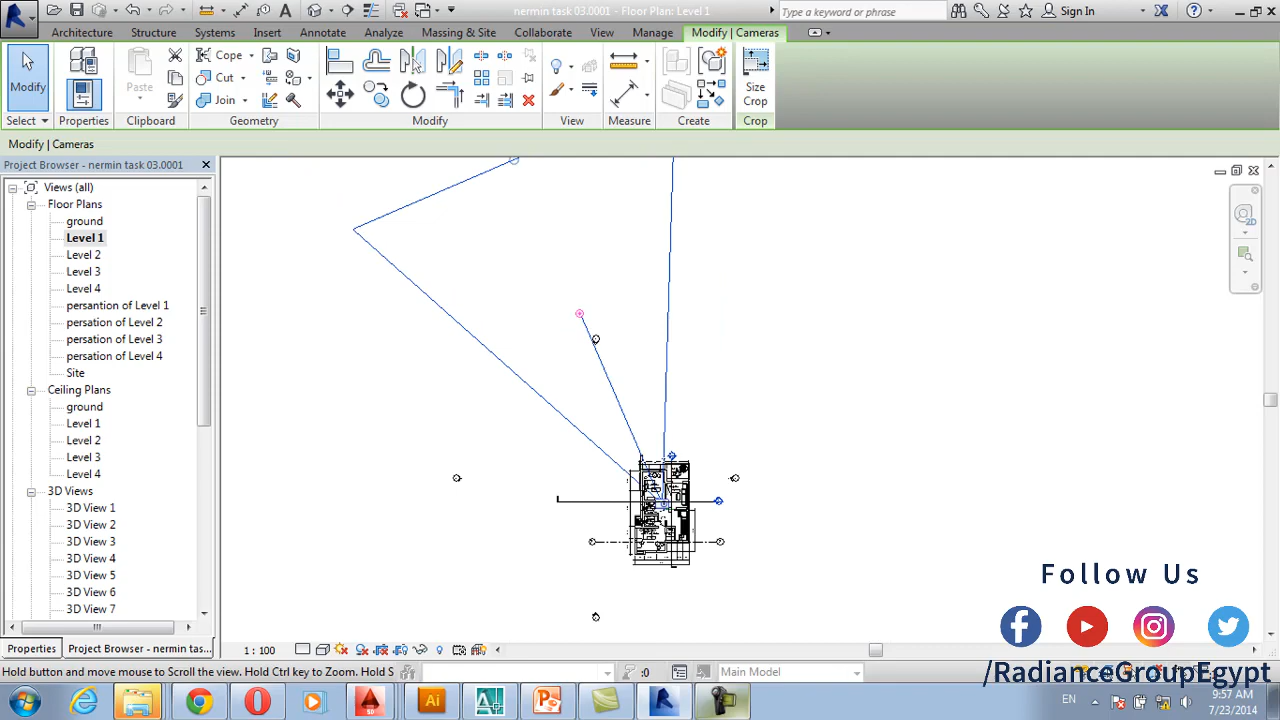 nermin task 03.0001 - Floor Plan: Level 1
Type a keyword or phrase
Sign In
Architecture Structure Systems Insert Annotate Analyze Massing & Site Collaborate View Manage Modify | Cameras
Modify
Select
Properties
Paste
Clipboard
Cope
Cut
Join
Geometry
Modify
View
Measure
Create
Size
Crop
Crop
Modify | Cameras
Project Browser - nermin task 03.0001
Views (all)
Floor Plans
ground
Level 1
Level 2
Level 3
Level 4
persantion of Level 1
persation of Level 2
persation of Level 3
persation of Level 4
Site
Ceiling Plans
ground
Level 1
Level 2
Level 3
Level 4
3D Views
3D View 1
3D View 2
3D View 3
3D View 4
3D View 5
3D View 6
3D View 7
Properties
Project Browser - nermin tas...
2D
1 : 100
Hold button and move mouse to Scroll the view. Hold Ctrl key to Drag. Hold S
:0
Main Model
Follow Us
/RadianceGroupEgypt
EN
9:57 AM
7/23/2014